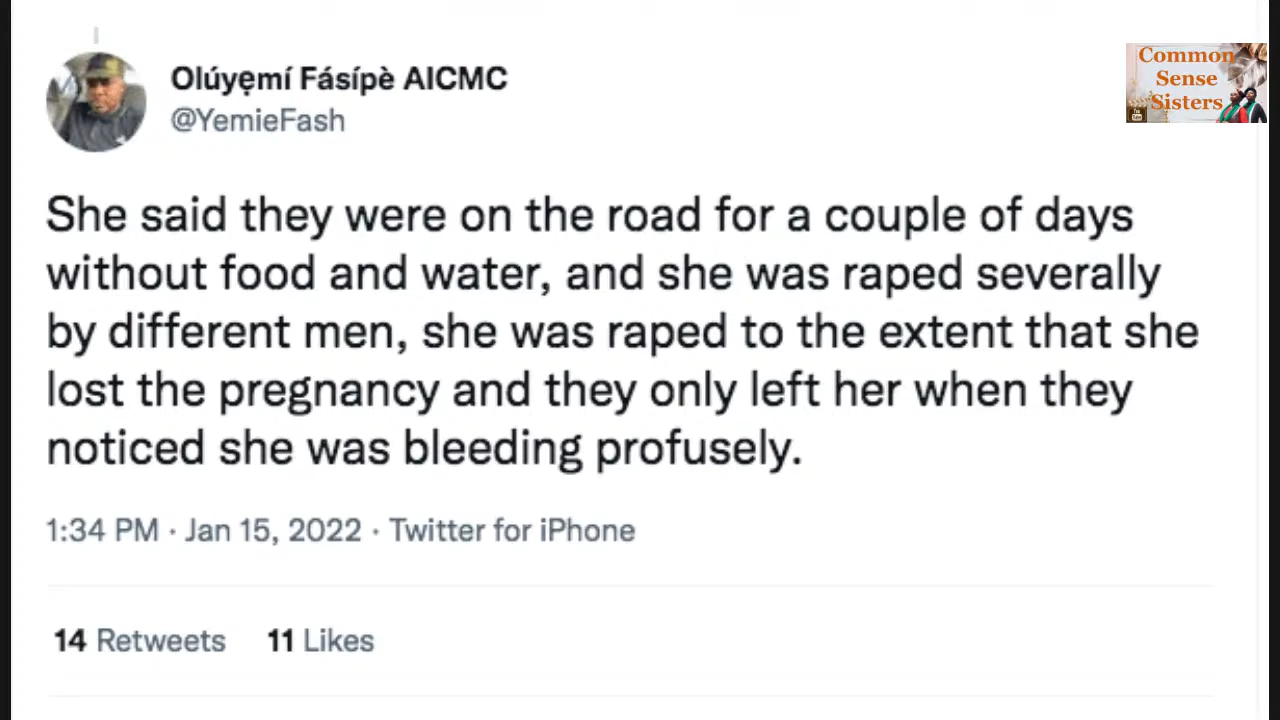 Olúyẹmí Fásípè AICMC
@YemieFash
Common
Sense
Sisters
She said they were on the road for a couple of days
without food and water, and she was raped severally
by different men, she was raped to the extent that she
lost the pregnancy and they only left her when they
noticed she was bleeding profusely.
1:34 PM · Jan 15, 2022 · Twitter for iPhone
14 Retweets 11 Likes